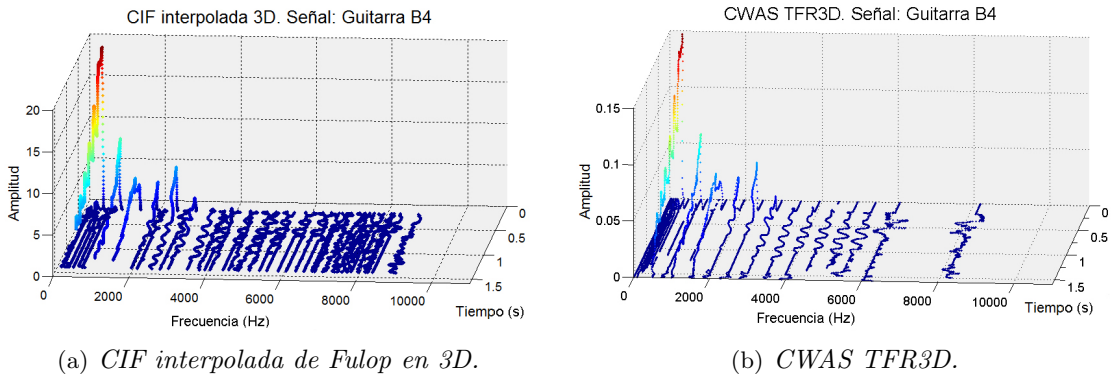 CIF interpolada 3D. Señal: Guitarra B4
20
15
10
5
0
Amplitud
0
2000
4000
6000
8000
10000
Frecuencia (Hz)
0
0.5
1
1.5
Tiempo (s)
(a) CIF interpolada de Fulop en 3D.
CWAS TFR3D. Señal: Guitarra B4
0.15
0.1
0.05
0
Amplitud
0
2000
4000
6000
8000
10000
Frecuencia (Hz)
0
0.5
1
1.5
Tiempo (s)
(b) CWAS TFR3D.